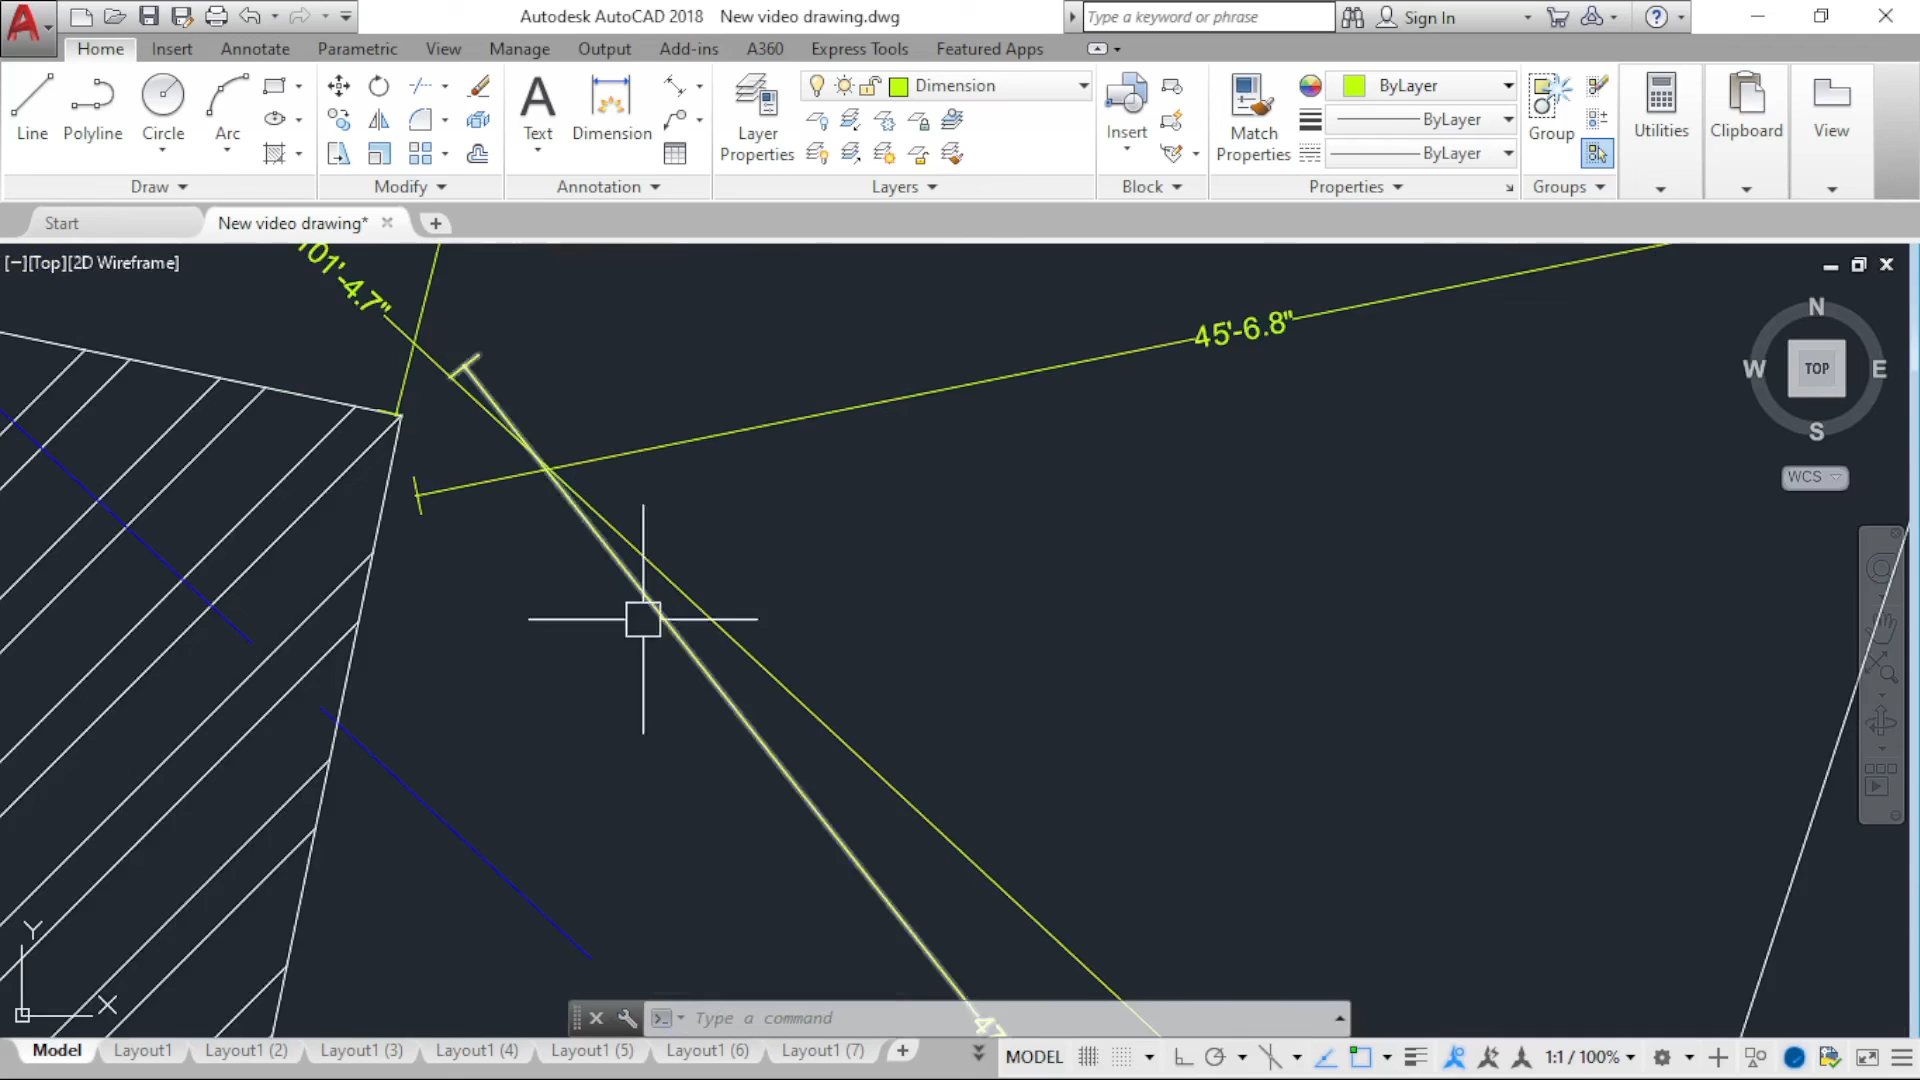 Autodesk AutoCAD 2018 New video drawing.dwg
Type a keyword or phrase
Sign In
Home Insert Annotate Parametric View Manage Output Add-ins A360 Express Tools Featured Apps
Line Polyline Circle Arc
Text Dimension
Layer Properties
Dimension
Insert
Match Properties
ByLayer
ByLayer
ByLayer
Group
Utilities
Clipboard
View
Draw Modify Annotation Layers Block Properties Groups
Start New video drawing*
[−][Top][2D Wireframe]
101'-4.7"
45'-6.8"
N
W TOP E
S
WCS
47
Y
X
Type a command
Model Layout1 Layout1 (2) Layout1 (3) Layout1 (4) Layout1 (5) Layout1 (6) Layout1 (7)
MODEL 1:1 / 100%